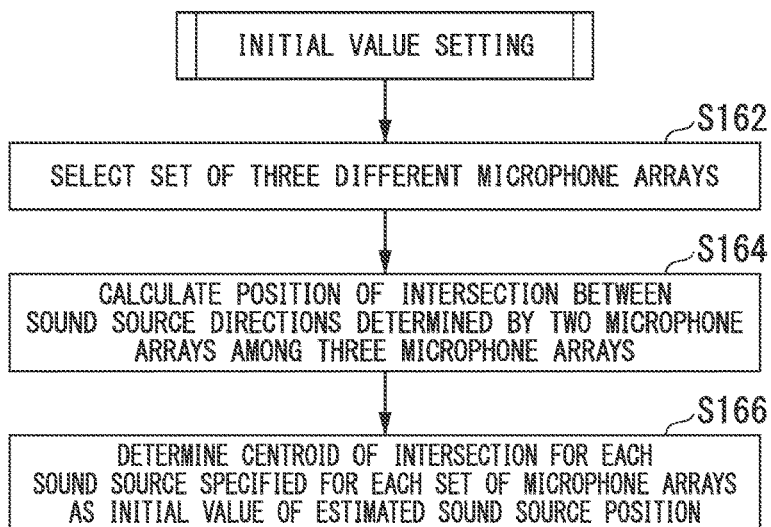 INITIAL VALUE SETTING
S162
SELECT SET OF THREE DIFFERENT MICROPHONE ARRAYS
S164
CALCULATE POSITION OF INTERSECTION BETWEEN
SOUND SOURCE DIRECTIONS DETERMINED BY TWO MICROPHONE
ARRAYS AMONG THREE MICROPHONE ARRAYS
S166
DETERMINE CENTROID OF INTERSECTION FOR EACH
SOUND SOURCE SPECIFIED FOR EACH SET OF MICROPHONE ARRAYS
AS INITIAL VALUE OF ESTIMATED SOUND SOURCE POSITION